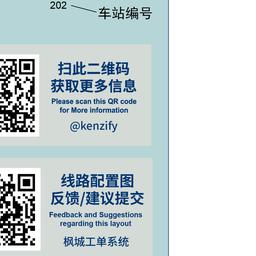 202
车站编号
扫此二维码
获取更多信息
Please scan this QR code
for More information
@kenzify
线路配置图
反馈/建议提交
Feedback and Suggestions
regarding this layout
枫城工单系统